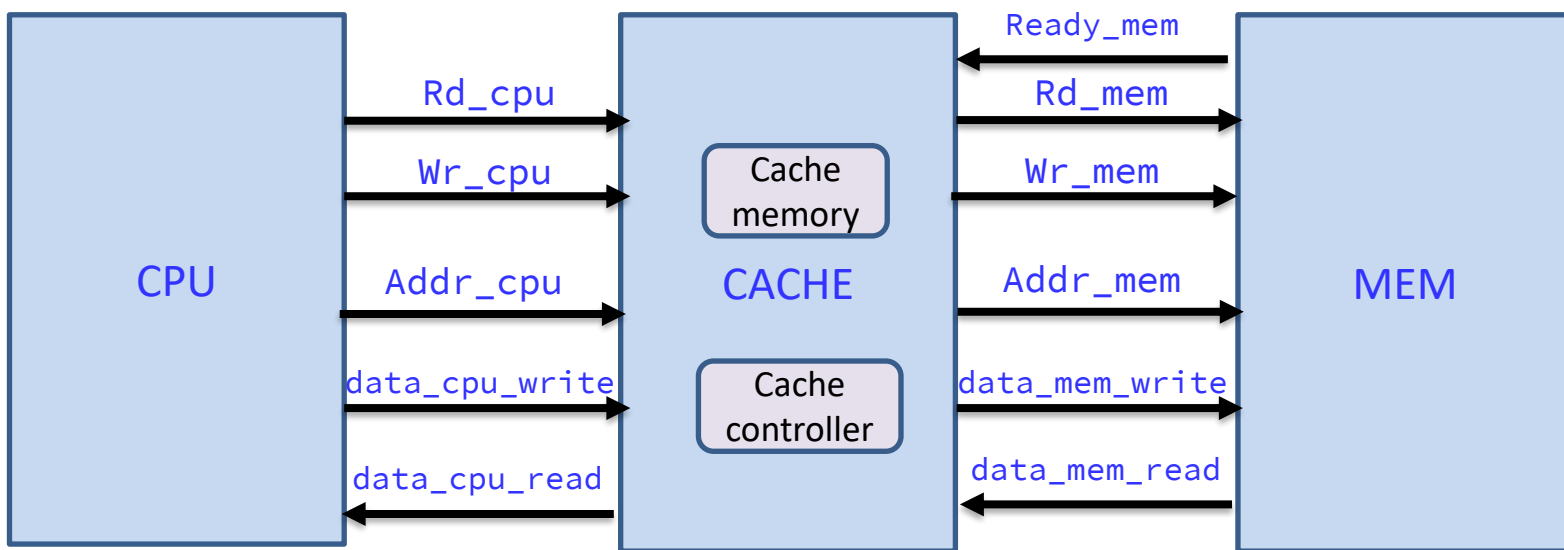 Ready_mem
Rd_cpu
Rd_mem
Wr_cpu
Cache
memory
Wr_mem
CPU
Addr_cpu
CACHE
Addr_mem
MEM
data_cpu_write
Cache
controller
data_mem_write
data_cpu_read
data_mem_read